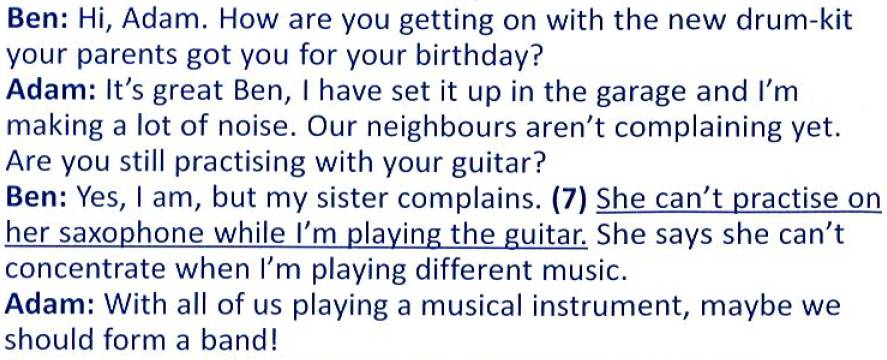 Ben: Hi, Adam. How are you getting on with the new drum-kit
your parents got you for your birthday?
Adam: It's great Ben, I have set it up in the garage and I'm
making a lot of noise. Our neighbours aren't complaining yet.
Are you still practising with your guitar?
Ben: Yes, I am, but my sister complains. (7) She can't practise on
her saxophone while I'm playing the guitar. She says she can't
concentrate when I'm playing different music.
Adam: With all of us playing a musical instrument, maybe we
should form a band!